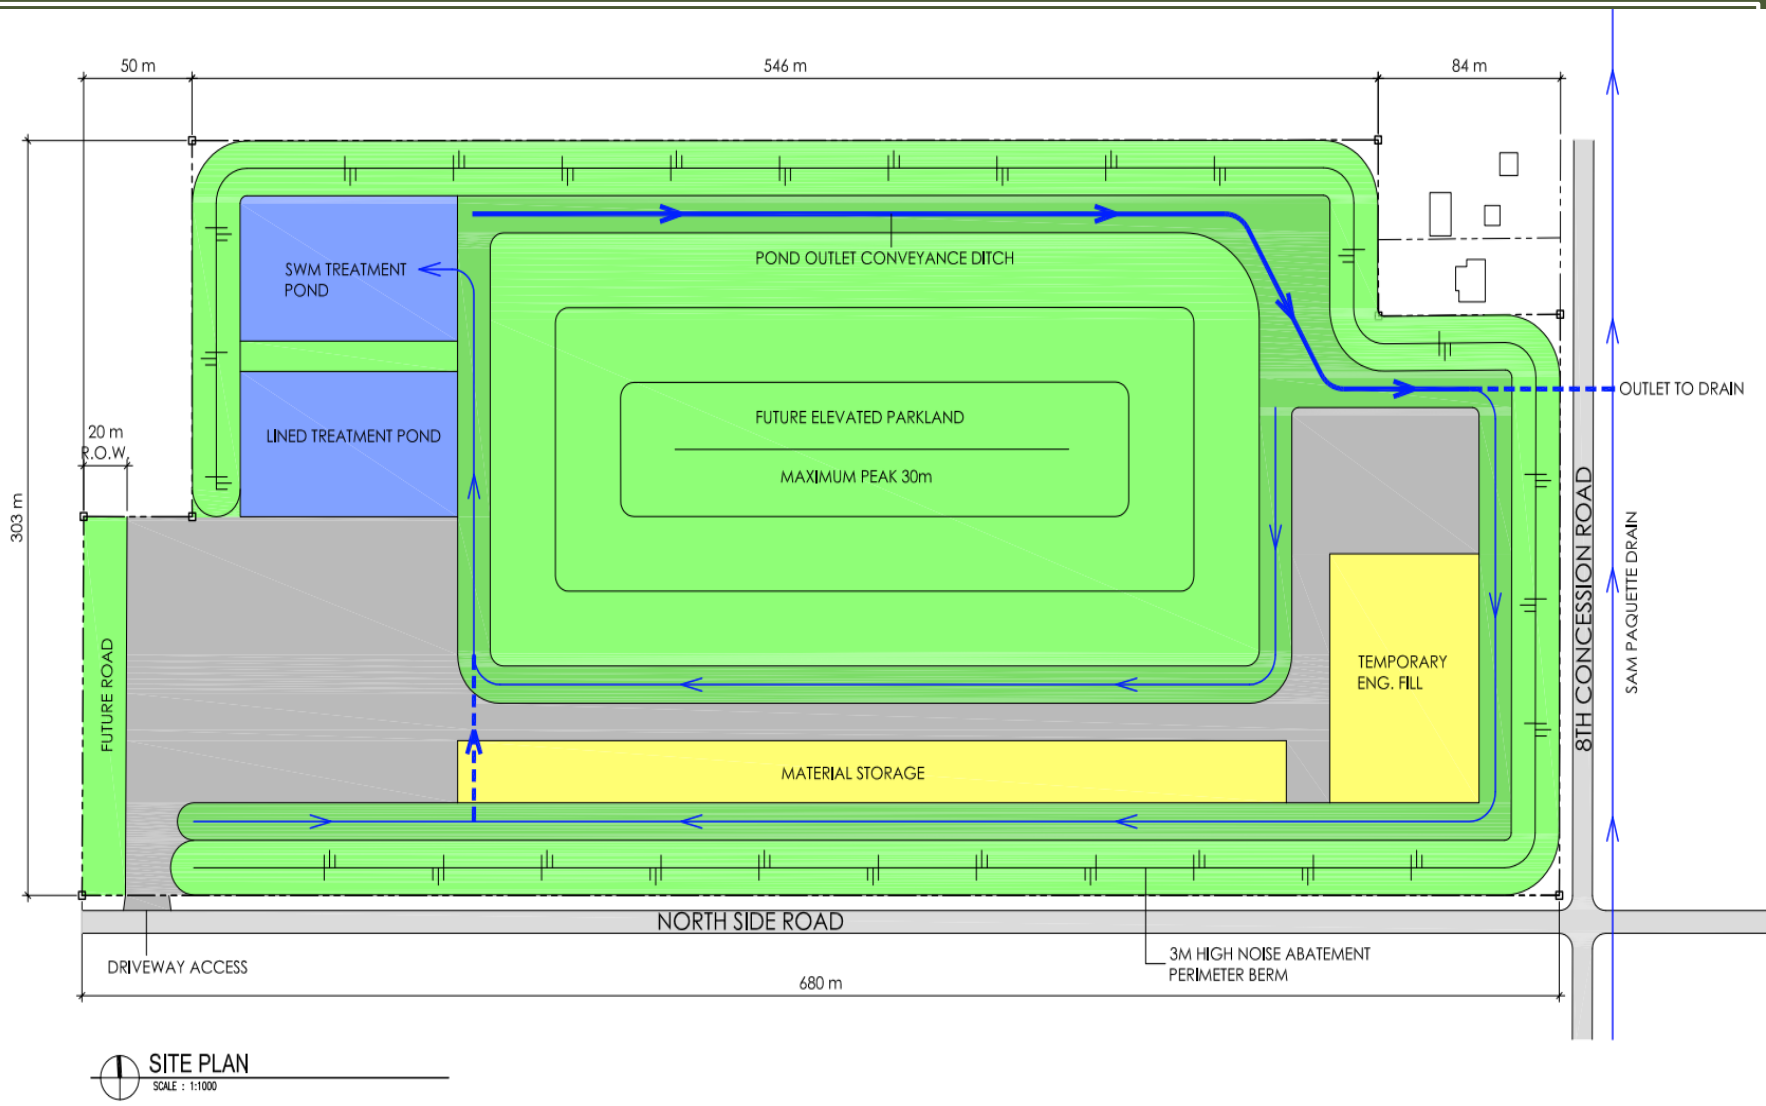 50 m
546 m
84 m
SWM TREATMENT
POND
POND OUTLET CONVEYANCE DITCH
OUTLET TO DRAIN
FUTURE ELEVATED PARKLAND
MAXIMUM PEAK 30m
LINED TREATMENT POND
20 m
R.O.W.
303 m
FUTURE ROAD
TEMPORARY
ENG. FILL
8TH CONCESSION ROAD
SAM PAQUETTE DRAIN
MATERIAL STORAGE
NORTH SIDE ROAD
DRIVEWAY ACCESS
3M HIGH NOISE ABATEMENT
PERIMETER BERM
680 m
SITE PLAN
SCALE : 1:1000